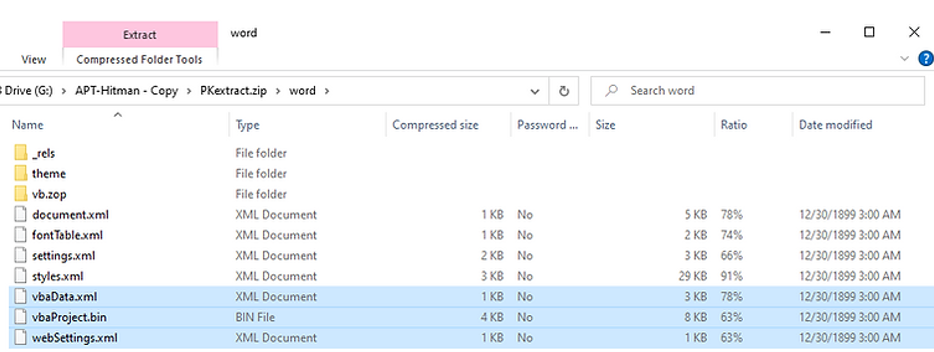 Extract word
View Compressed Folder Tools
Drive (G:) > APT-Hitman - Copy > PKextract.zip > word > Search word
Name Type Compressed size Password ... Size Ratio Date modified
_rels File folder
theme File folder
vb.zop File folder
document.xml XML Document 1 KB No 5 KB 78% 12/30/1899 3:00 AM
fontTable.xml XML Document 1 KB No 2 KB 74% 12/30/1899 3:00 AM
settings.xml XML Document 2 KB No 3 KB 66% 12/30/1899 3:00 AM
styles.xml XML Document 3 KB No 29 KB 91% 12/30/1899 3:00 AM
vbaData.xml XML Document 1 KB No 3 KB 78% 12/30/1899 3:00 AM
vbaProject.bin BIN File 4 KB No 8 KB 63% 12/30/1899 3:00 AM
webSettings.xml XML Document 1 KB No 1 KB 63% 12/30/1899 3:00 AM